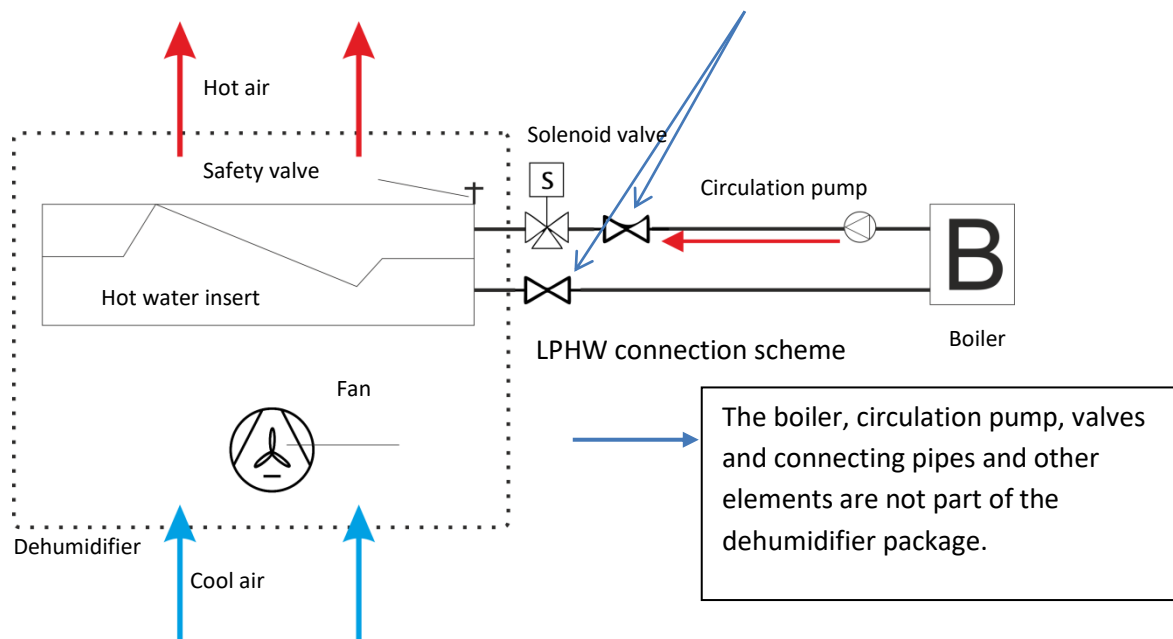 Hot air
Solenoid valve
Safety valve
S
Circulation pump
B
Hot water insert
Boiler
LPHW connection scheme
Fan
The boiler, circulation pump, valves
and connecting pipes and other
elements are not part of the
dehumidifier package.
Dehumidifier
Cool air